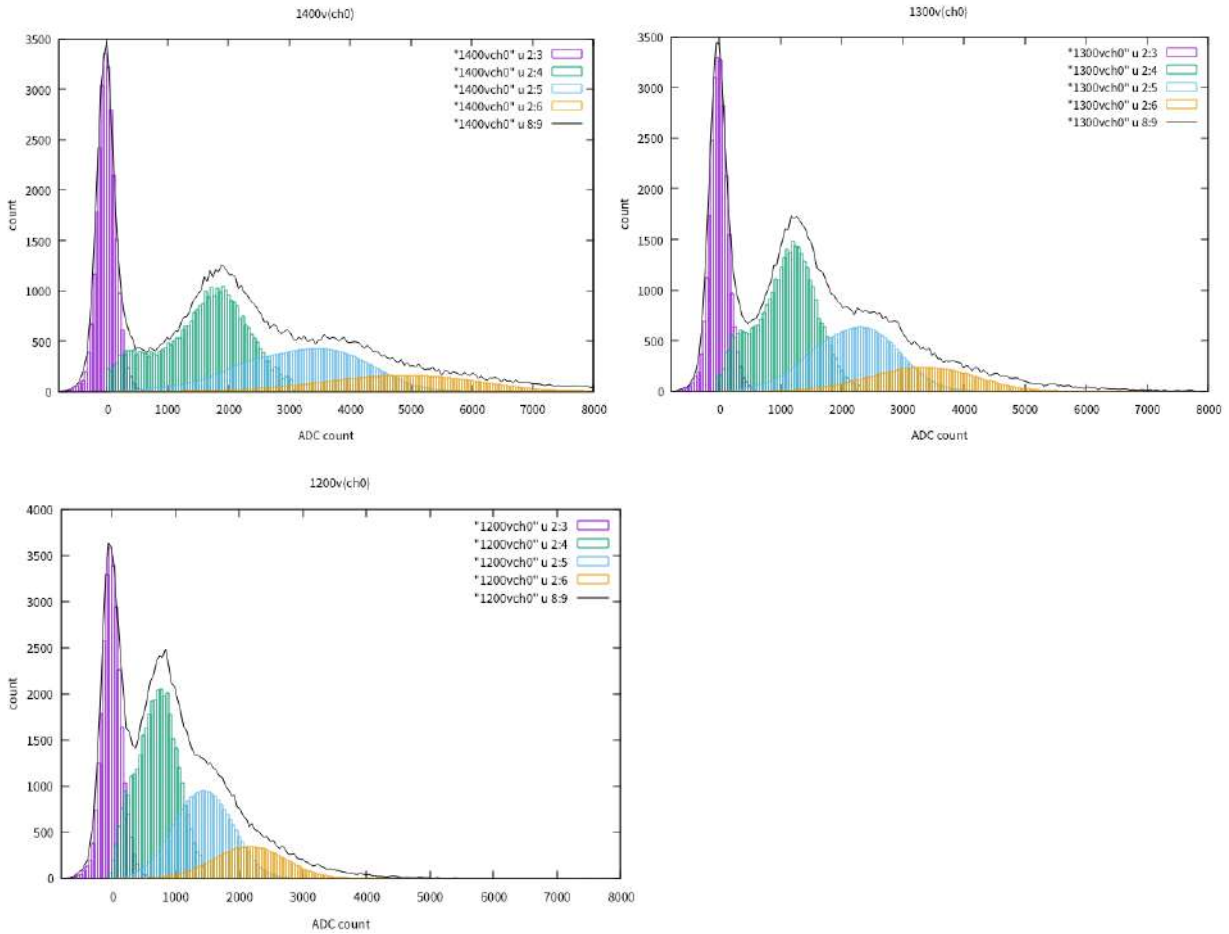 1400v(ch0)
3500
3000
2500
2000
1500
1000
500
0
count
"1400vch0" u 2:3
"1400vch0" u 2:4
"1400vch0" u 2:5
"1400vch0" u 2:6
"1400vch0" u 8:9
0 1000 2000 3000 4000 5000 6000 7000 8000
ADC count
1300v(ch0)
3500
3000
2500
2000
1500
1000
500
0
count
"1300vch0" u 2:3
"1300vch0" u 2:4
"1300vch0" u 2:5
"1300vch0" u 2:6
"1300vch0" u 8:9
0 1000 2000 3000 4000 5000 6000 7000 8000
ADC count
1200v(ch0)
4000
3500
3000
2500
2000
1500
1000
500
0
count
"1200vch0" u 2:3
"1200vch0" u 2:4
"1200vch0" u 2:5
"1200vch0" u 2:6
"1200vch0" u 8:9
0 1000 2000 3000 4000 5000 6000 7000 8000
ADC count